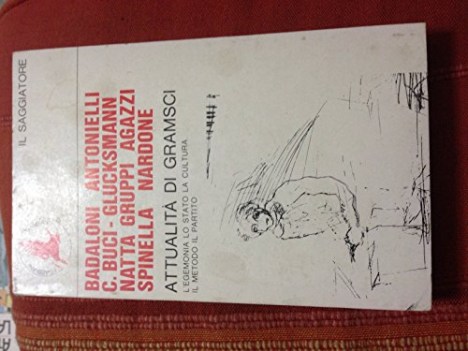 IL SAGGIATORE
BADALONI ANTONIELLI
C. BUCI-GLUCKSMANN
NATTA GRUPPI AGAZZI
SPINELLA NARDONE
ATTUALITÀ DI GRAMSCI
L'EGEMONIA LO STATO LA CULTURA
IL METODO IL PARTITO